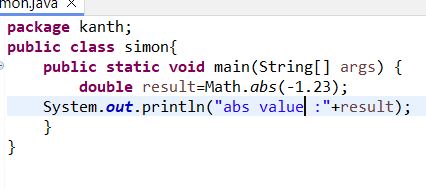 mon.java
package kanth;
public class simon{
public static void main(String[] args) {
double result=Math.abs(-1.23);
System.out.println("abs value :"+result);
}
}